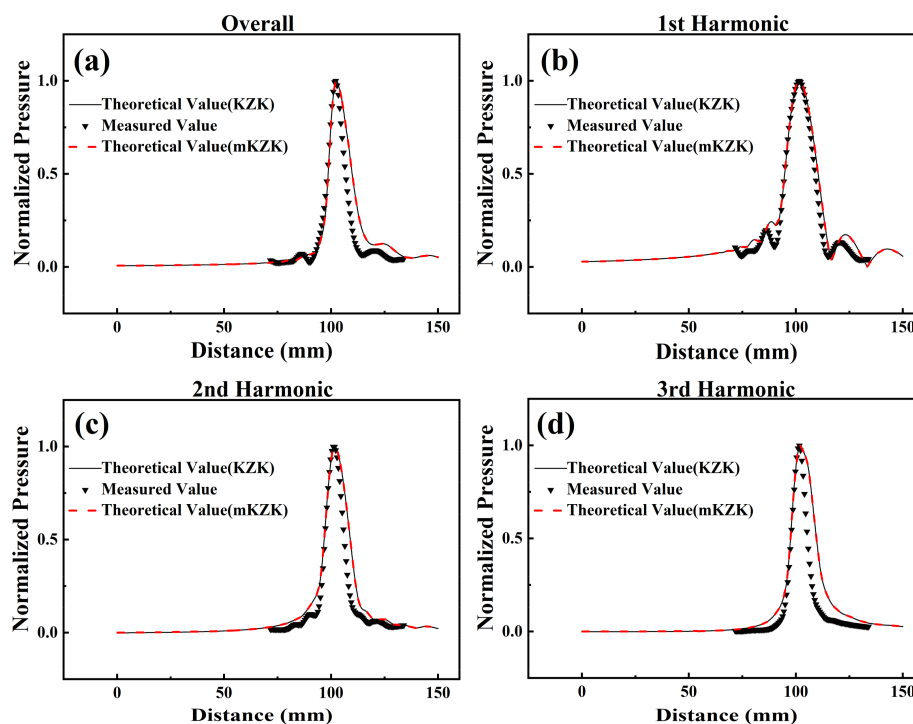 Overall
(a)
1.0
0.5
0.0
Normalized Pressure
Theoretical Value(KZK)
Measured Value
Theoretical Value(mKZK)
0 50 100 150
Distance (mm)
1st Harmonic
(b)
1.0
0.5
0.0
Normalized Pressure
Theoretical Value(KZK)
Measured Value
Theoretical Value(mKZK)
0 50 100 150
Distance (mm)
2nd Harmonic
(c)
1.0
0.5
0.0
Normalized Pressure
Theoretical Value(KZK)
Measured Value
Theoretical Value(mKZK)
0 50 100 150
Distance (mm)
3rd Harmonic
(d)
1.0
0.5
0.0
Normalized Pressure
Theoretical Value(KZK)
Measured Value
Theoretical Value(mKZK)
0 50 100 150
Distance (mm)